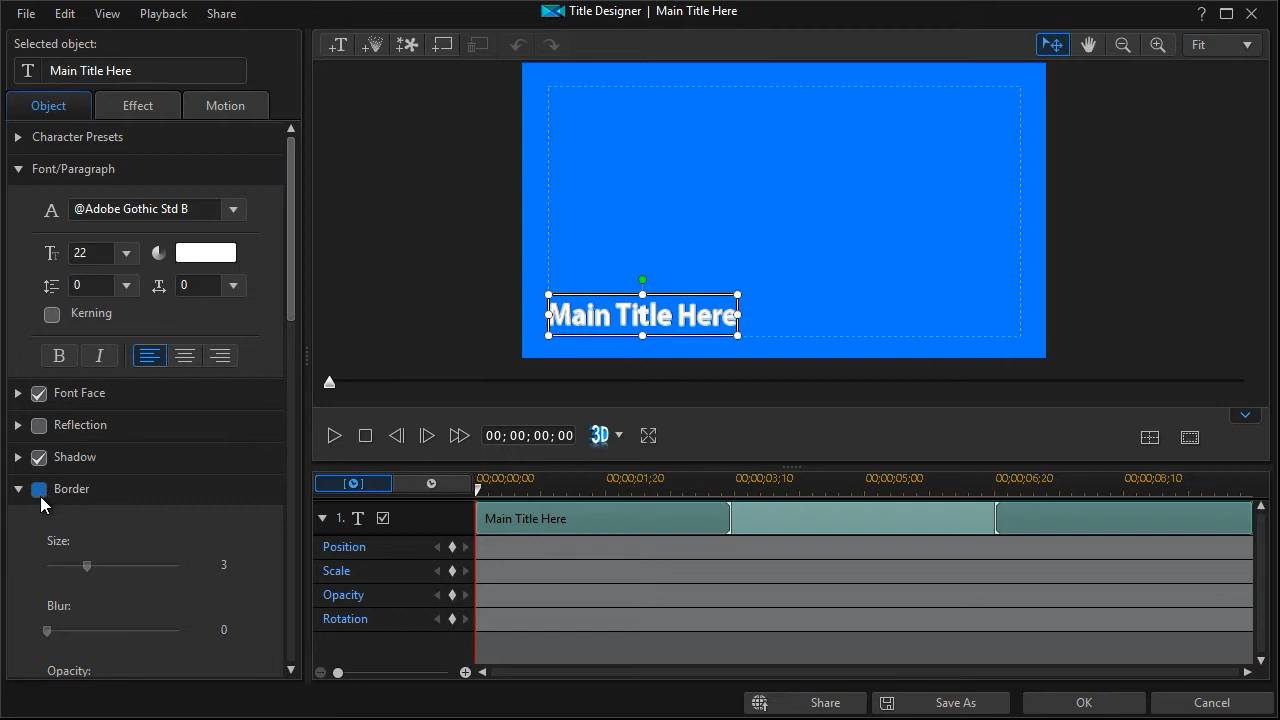 File Edit View Playback Share
Title Designer | Main Title Here
?
Selected object:
T Main Title Here
Object Effect Motion
Character Presets
Font/Paragraph
A @Adobe Gothic Std B
22
0 0
Kerning
B I
Font Face
Reflection
Shadow
Border
Size:
3
Blur:
0
Opacity:
Fit
Main Title Here
00; 00; 00; 00
3D
00;00;00;00 00;00;01;20 00;00;03;10 00;00;05;00 00;00;06;20 00;00;08;10
1. T Main Title Here
Position
Scale
Opacity
Rotation
Share Save As OK Cancel